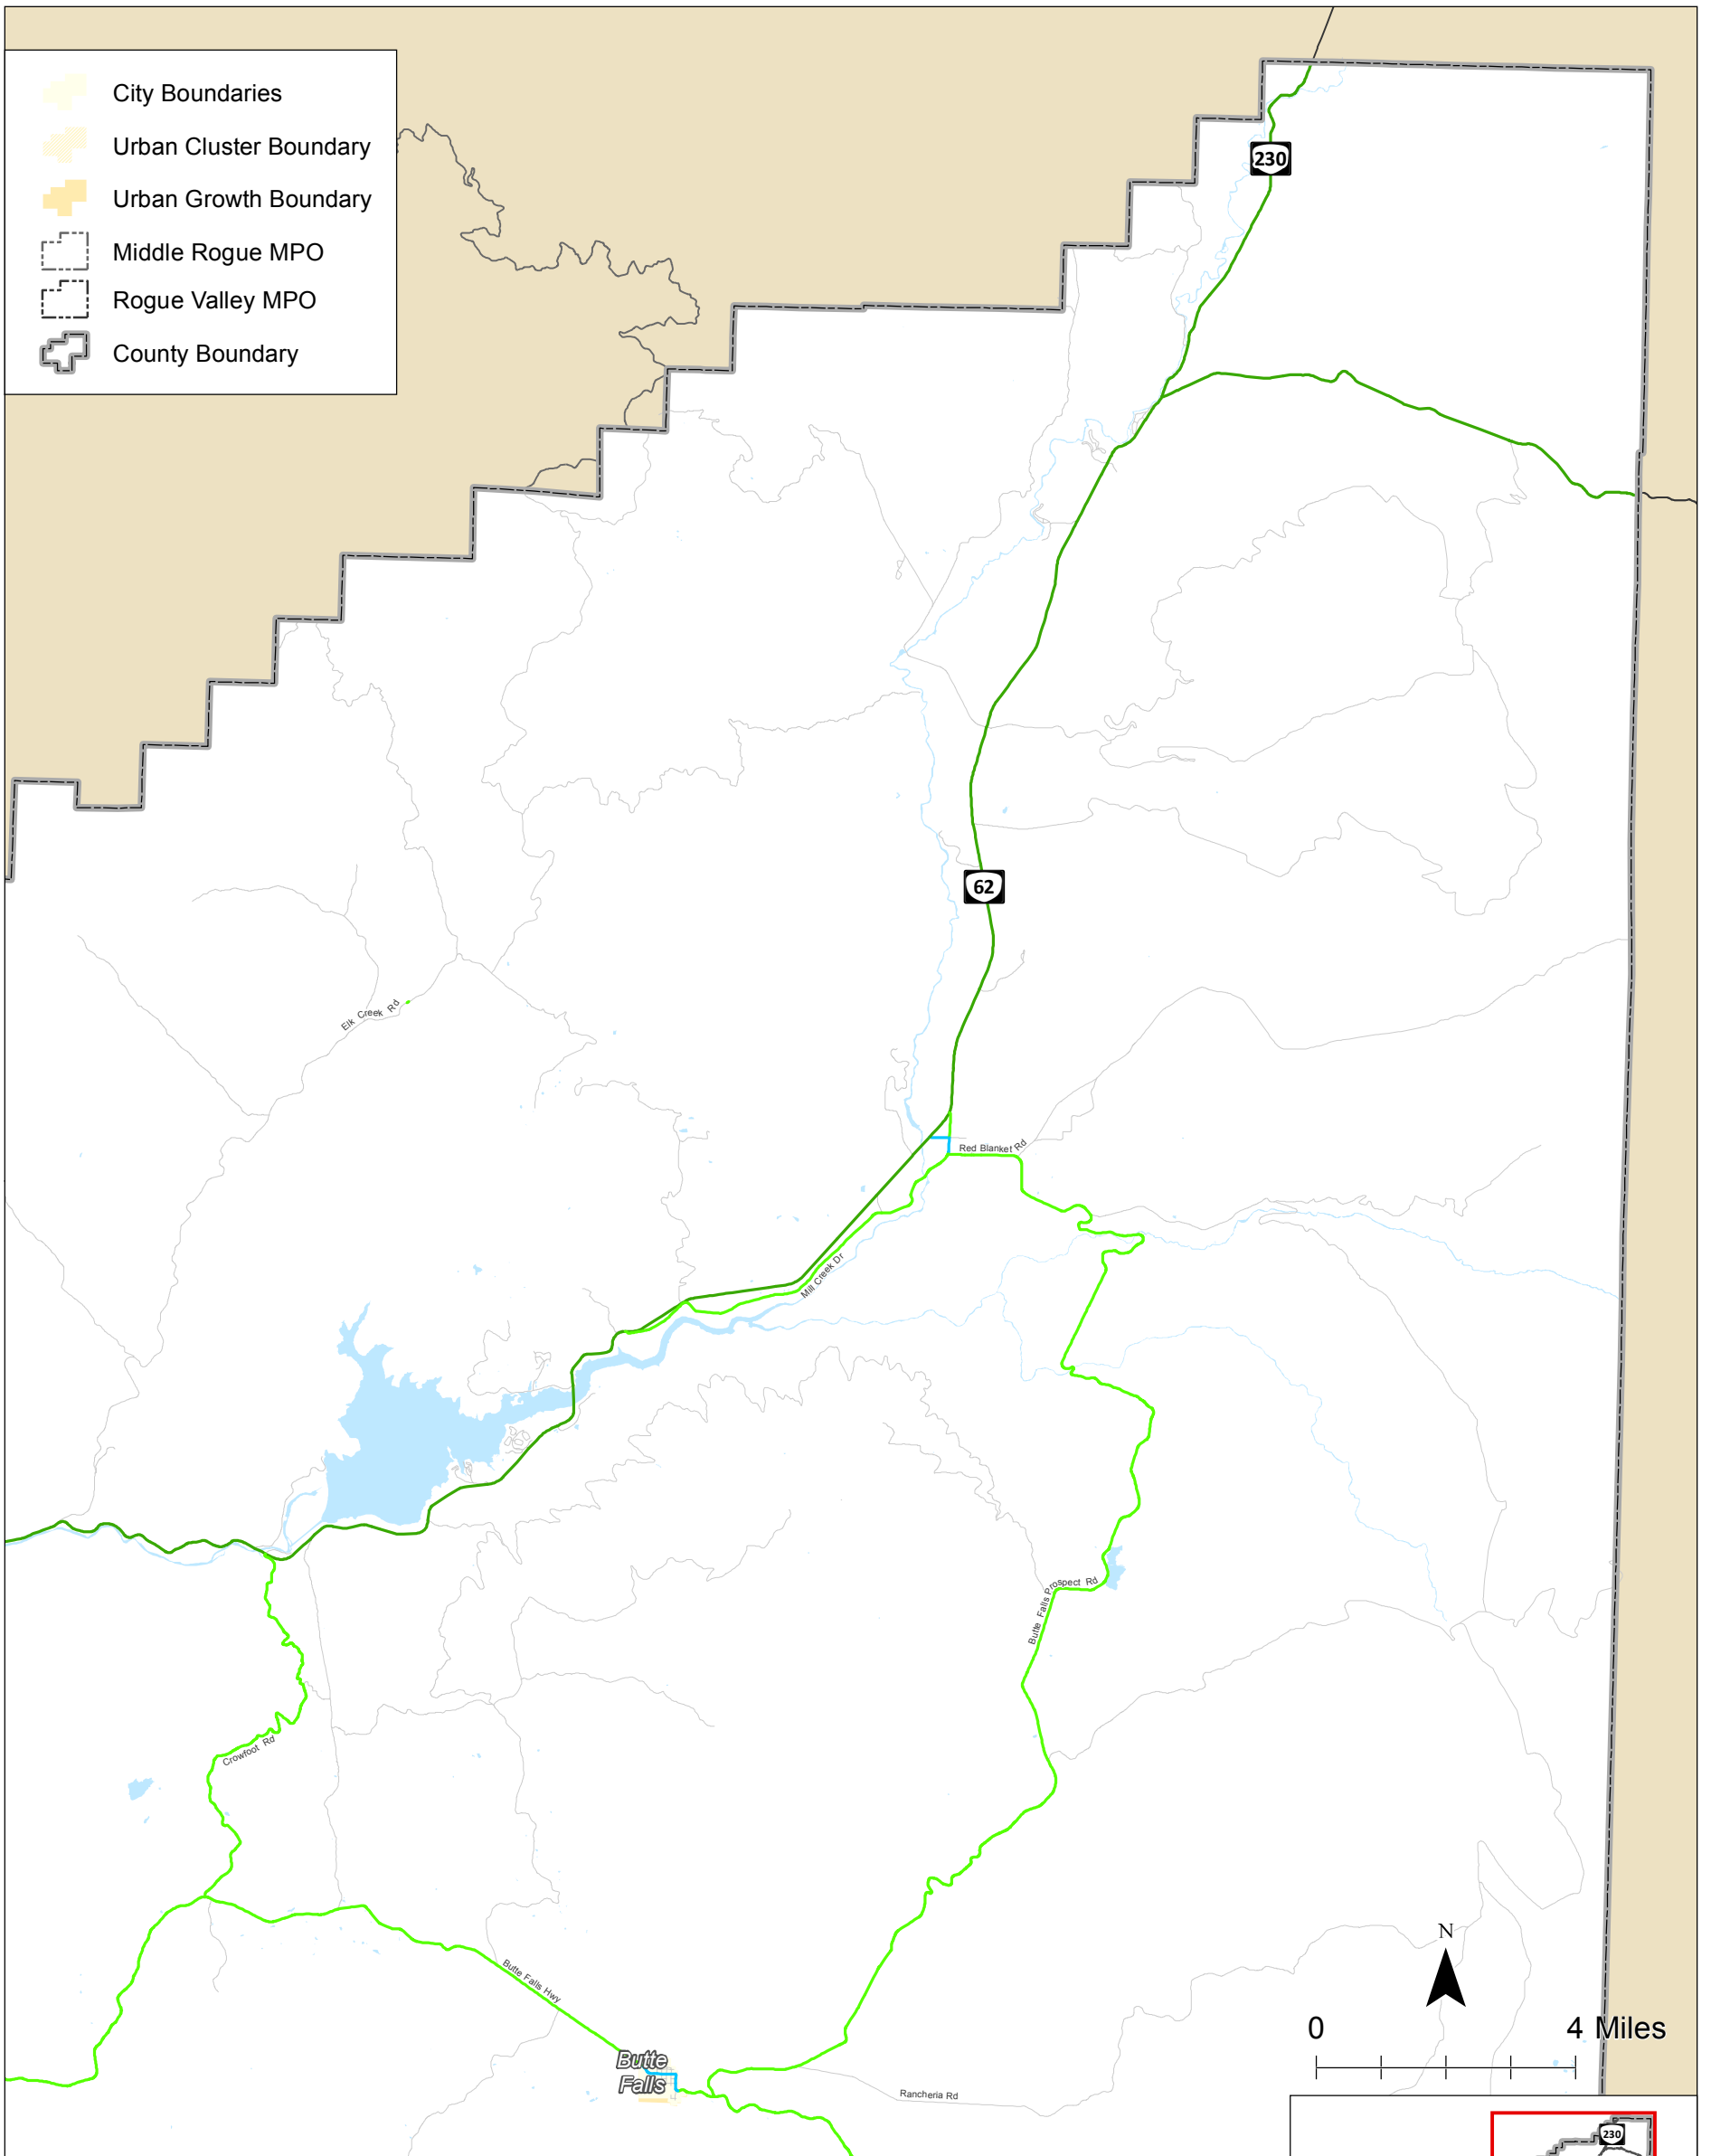 City Boundaries
Urban Cluster Boundary
Urban Growth Boundary
Middle Rogue MPO
Rogue Valley MPO
County Boundary
230
62
Elk Creek Rd
Red Blanket Rd
Mill Creek Dr
Butte Falls Prospect Rd
Crowfoot Rd
Butte Falls Hwy
Butte
Falls
Rancheria Rd
N
0 4 Miles
230